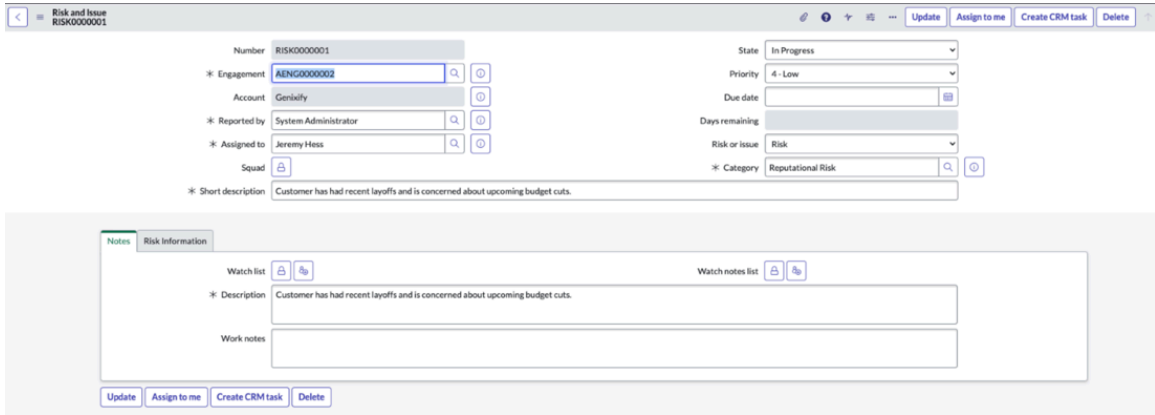 Risk and Issue
RISK0000001
Update Assign to me Create CRM task Delete
Number RISK0000001
State In Progress
* Engagement AENG0000002
Priority 4 - Low
Account Genixify
Due date
* Reported by System Administrator
Days remaining
* Assigned to Jeremy Hess
Risk or issue Risk
Squad
* Category Reputational Risk
* Short description Customer has had recent layoffs and is concerned about upcoming budget cuts.
Notes Risk Information
Watch list
Watch notes list
* Description Customer has had recent layoffs and is concerned about upcoming budget cuts.
Work notes
Update Assign to me Create CRM task Delete